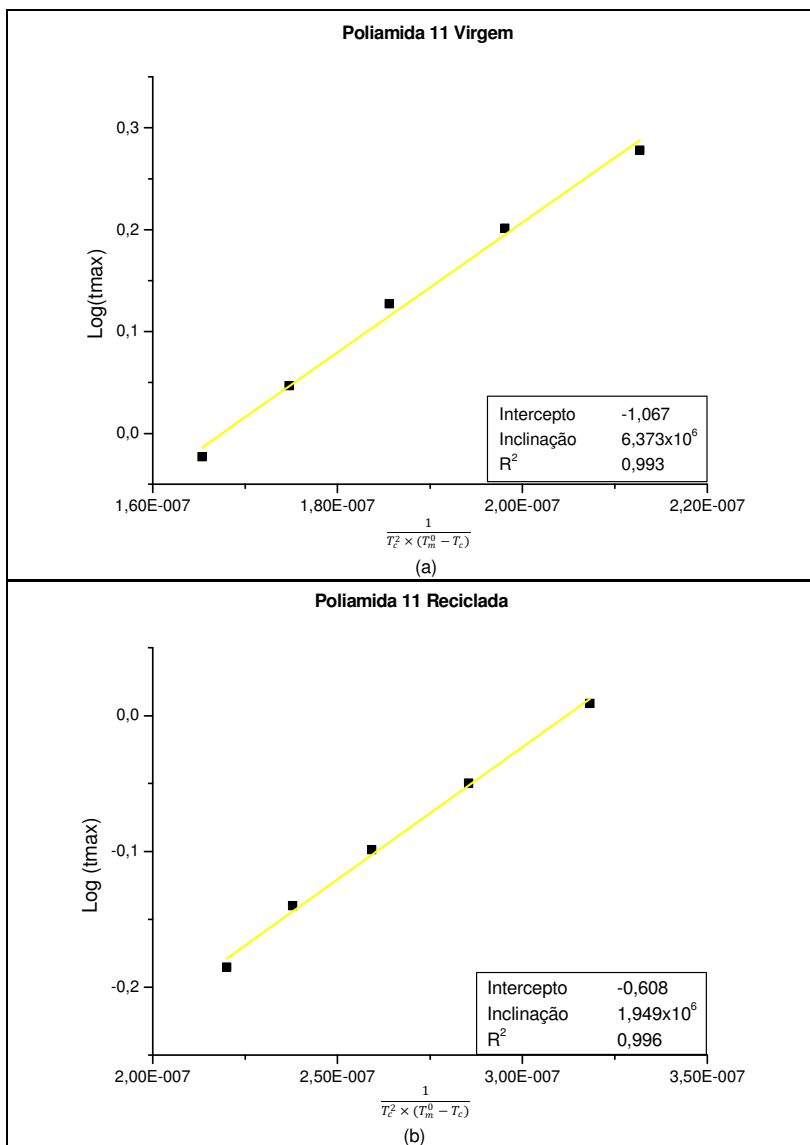 Poliamida 11 Virgem
0,3
0,2
0,1
0,0
Log(tmax)
Intercepto -1,067
Inclinação 6,373x10^6
R^2 0,993
1,60E-007 1,80E-007 2,00E-007 2,20E-007
1 / T_c^2 × (T_m^0 − T_c)
(a)
Poliamida 11 Reciclada
0,0
-0,1
-0,2
Log (tmax)
Intercepto -0,608
Inclinação 1,949x10^6
R^2 0,996
2,00E-007 2,50E-007 3,00E-007 3,50E-007
1 / T_c^2 × (T_m^0 − T_c)
(b)